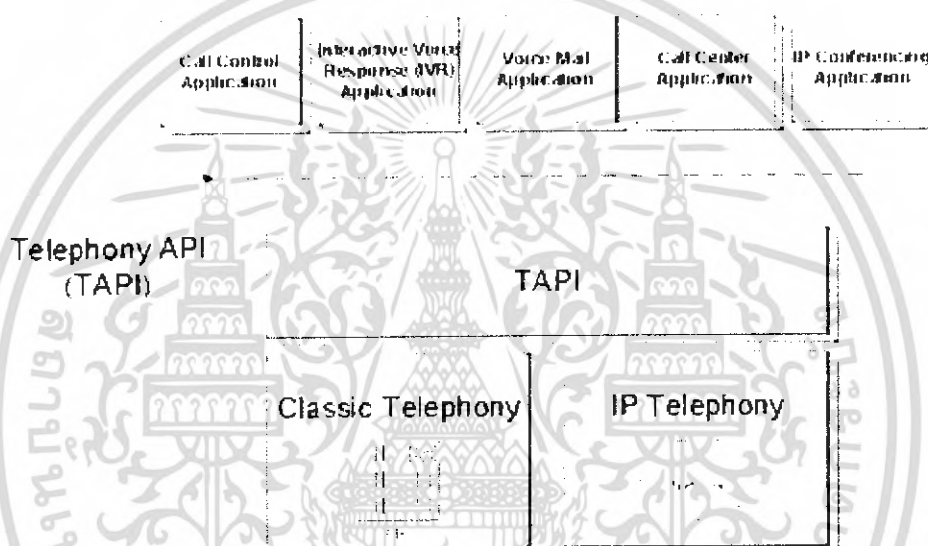 Call Control
Application
Interactive Voice
Response (IVR)
Application
Voice Mail
Application
Call Center
Application
IP Conferencing
Application
Telephony API
(TAPI)
TAPI
Classic Telephony
IP Telephony